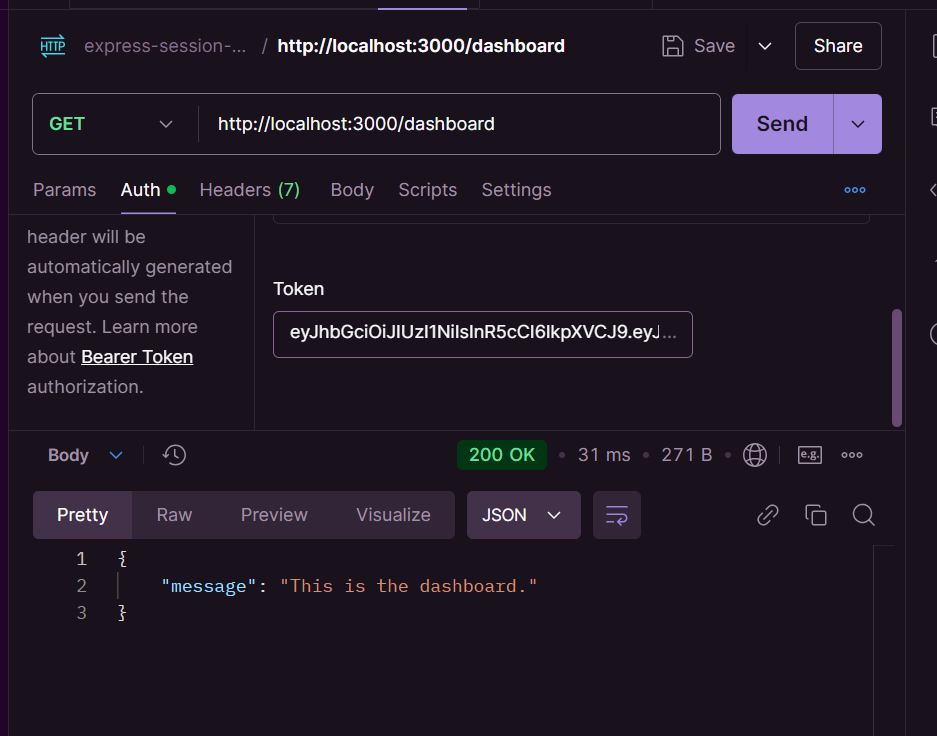 HTTP express-session-... / http://localhost:3000/dashboard Save Share
GET http://localhost:3000/dashboard Send
Params Auth Headers (7) Body Scripts Settings
header will be
automatically generated
when you send the
request. Learn more
about Bearer Token
authorization.
Token
eyJhbGciOiJIUzI1NiIsInR5cCI6IkpXVCJ9.eyJ...
Body 200 OK • 31 ms • 271 B • e.g.
Pretty Raw Preview Visualize JSON
1 {
2 "message": "This is the dashboard."
3 }